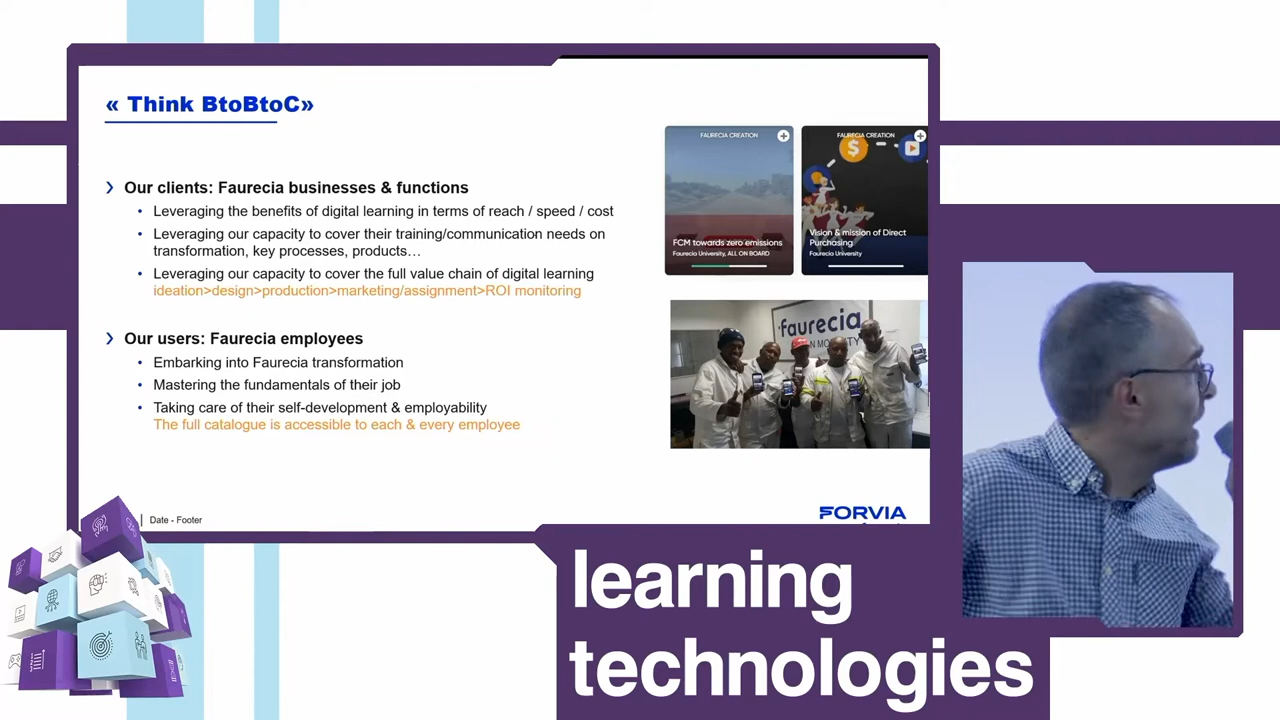 « Think BtoBtoC»
Our clients: Faurecia businesses & functions
Leveraging the benefits of digital learning in terms of reach / speed / cost
Leveraging our capacity to cover their training/communication needs on
transformation, key processes, products…
Leveraging our capacity to cover the full value chain of digital learning
ideation>design>production>marketing/assignment>ROI monitoring
Our users: Faurecia employees
Embarking into Faurecia transformation
Mastering the fundamentals of their job
Taking care of their self-development & employability
The full catalogue is accessible to each & every employee
FAURECIA CREATION
FCM towards zero emissions
Faurecia University, ALL ON BOARD
FAURECIA CREATION
Vision & mission of Direct
Purchasing
Faurecia University
faurecia
Date - Footer
FORVIA
learning
technologies